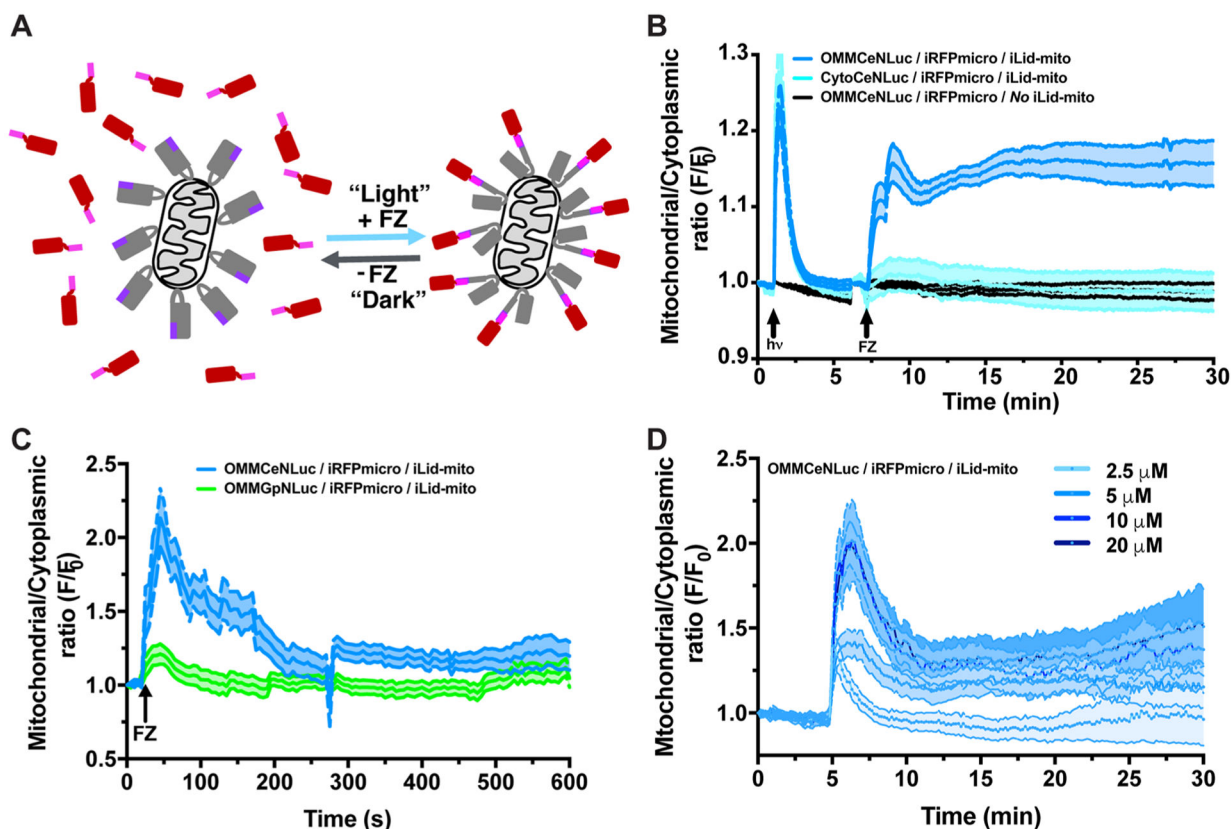 A
"Light"
+ FZ
- FZ
"Dark"
B
Mitochondrial/Cytoplasmic
ratio (F/F0)
1.3
1.2
1.1
1.0
0.9
OMMCeNLuc / iRFPmicro / iLid-mito
CytoCeNLuc / iRFPmicro / iLid-mito
OMMCeNLuc / iRFPmicro / No iLid-mito
hν
FZ
0 5 10 15 20 25 30
Time (min)
C
Mitochondrial/Cytoplasmic
ratio (F/F0)
2.5
2.0
1.5
1.0
0.5
OMMCeNLuc / iRFPmicro / iLid-mito
OMMGpNLuc / iRFPmicro / iLid-mito
FZ
0 100 200 300 400 500 600
Time (s)
D
Mtochondrial/Cytoplasmic
ratio (F/F0)
2.5
2.0
1.5
1.0
OMMCeNLuc / iRFPmicro / iLid-mito
2.5 μM
5 μM
10 μM
20 μM
0 5 10 15 20 25 30
Time (min)